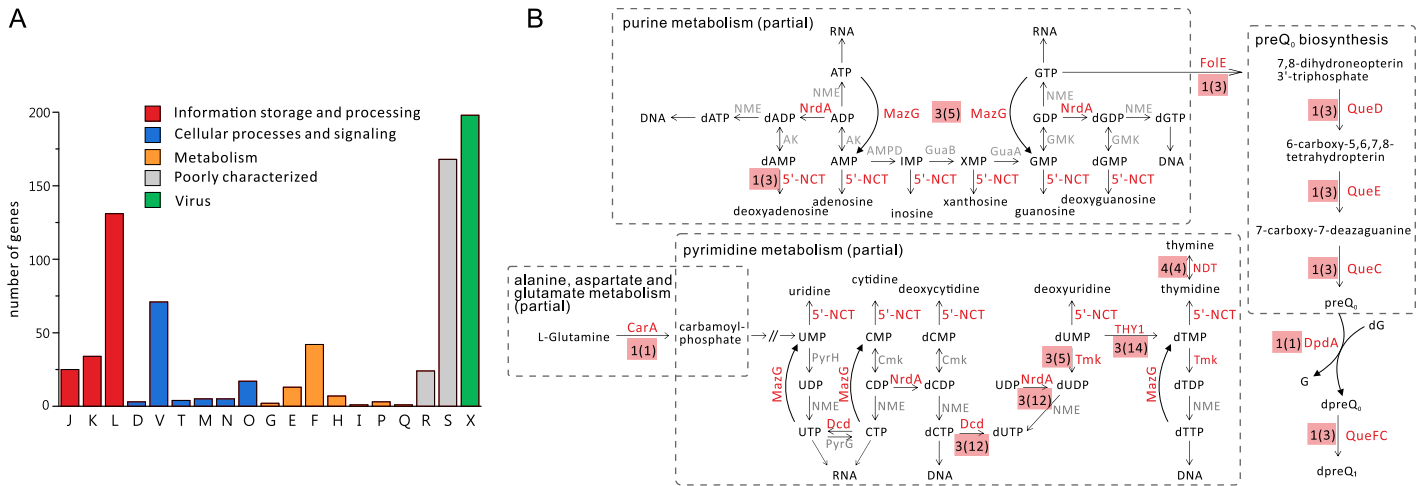 A
number of genes
200
150
100
50
0
Information storage and processing
Cellular processes and signaling
Metabolism
Poorly characterized
Virus
J K L D V T M N O G E F H I P Q R S X
B
purine metabolism (partial)
RNA
RNA
ATP
GTP
FolE
1(3)
NME
NME
MazG
3(5)
MazG
DNA
dATP
NME
dADP
NrdA
ADP
GDP
NrdA
dGDP
NME
dGTP
AK
AK
AMPD
GuaB
GuaA
GMK
GMK
dAMP
AMP
IMP
XMP
GMP
dGMP
DNA
1(3)
5'-NCT
5'-NCT
5'-NCT
5'-NCT
5'-NCT
5'-NCT
deoxyadenosine
adenosine
inosine
xanthosine
guanosine
deoxyguanosine
preQ₀ biosynthesis
7,8-dihydroneopterin
3'-triphosphate
1(3)
QueD
6-carboxy-5,6,7,8-
tetrahydropterin
1(3)
QueE
7-carboxy-7-deazaguanine
1(3)
QueC
preQ₀
dG
1(1)
DpdA
G
dpreQ₀
1(3)
QueFC
dpreQ₁
alanine, aspartate and
glutamate metabolism
(partial)
L-Glutamine
CarA
1(1)
carbamoyl-
phosphate
//
pyrimidine metabolism (partial)
thymine
4(4)
NDT
uridine
cytidine
deoxycytidine
deoxyuridine
thymidine
5'-NCT
5'-NCT
5'-NCT
5'-NCT
5'-NCT
UMP
CMP
dCMP
dUMP
THY1
3(14)
dTMP
PyrH
Cmk
Cmk
3(5)
Tmk
Tmk
MazG
MazG
MazG
UDP
CDP
NrdA
dCDP
UDP
NrdA
3(12)
dUDP
dTDP
NME
NME
NME
NME
NME
UTP
Dcd
PyrG
CTP
dCTP
Dcd
3(12)
dUTP
dTTP
RNA
DNA
DNA